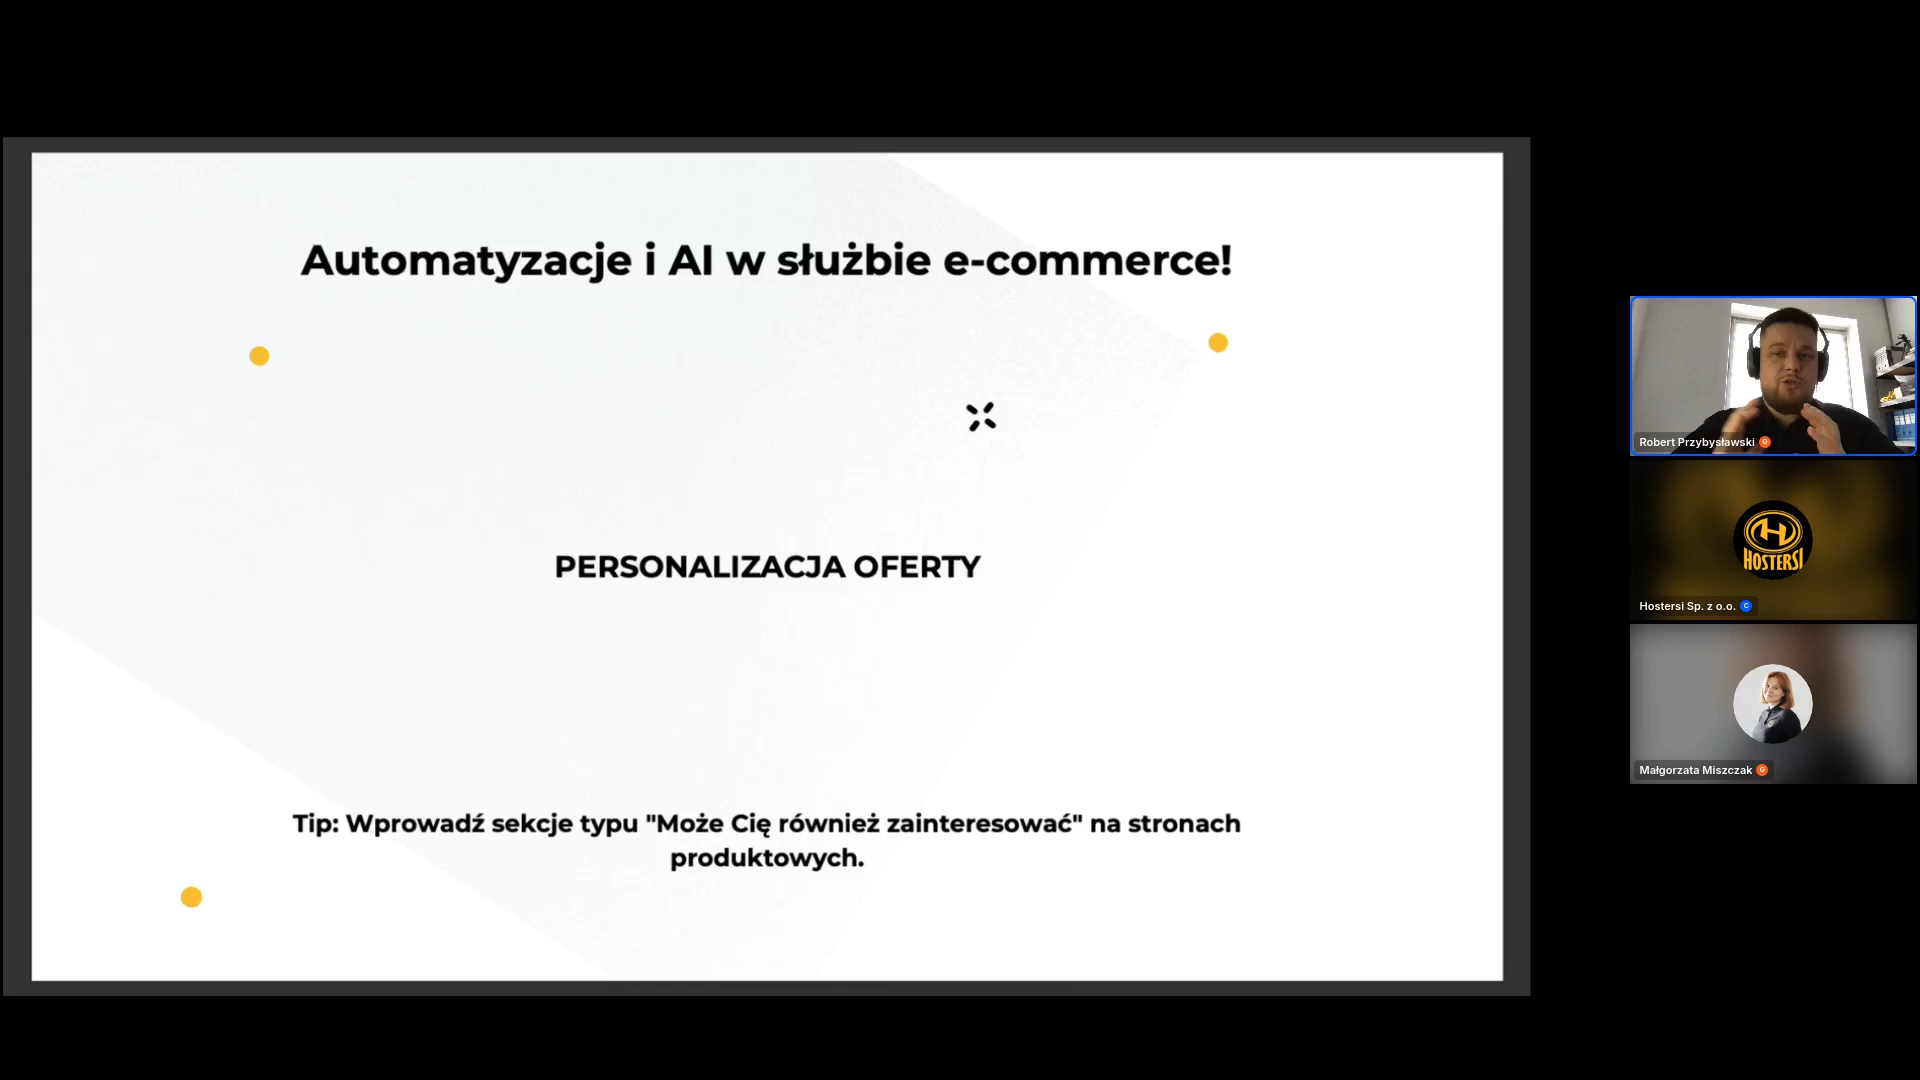 Automatyzacje i AI w służbie e-commerce!
PERSONALIZACJA OFERTY
Tip: Wprowadź sekcje typu "Może Cię również zainteresować" na stronach
produktowych.
Robert Przybysławski G
HOSTERSI
Hostersi Sp. z o.o. C
Małgorzata Miszczak G